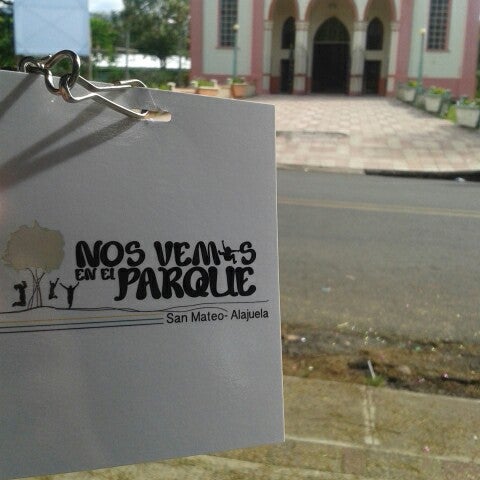 NOS VEMOS
EN EL PARQUE
San Mateo- Alajuela